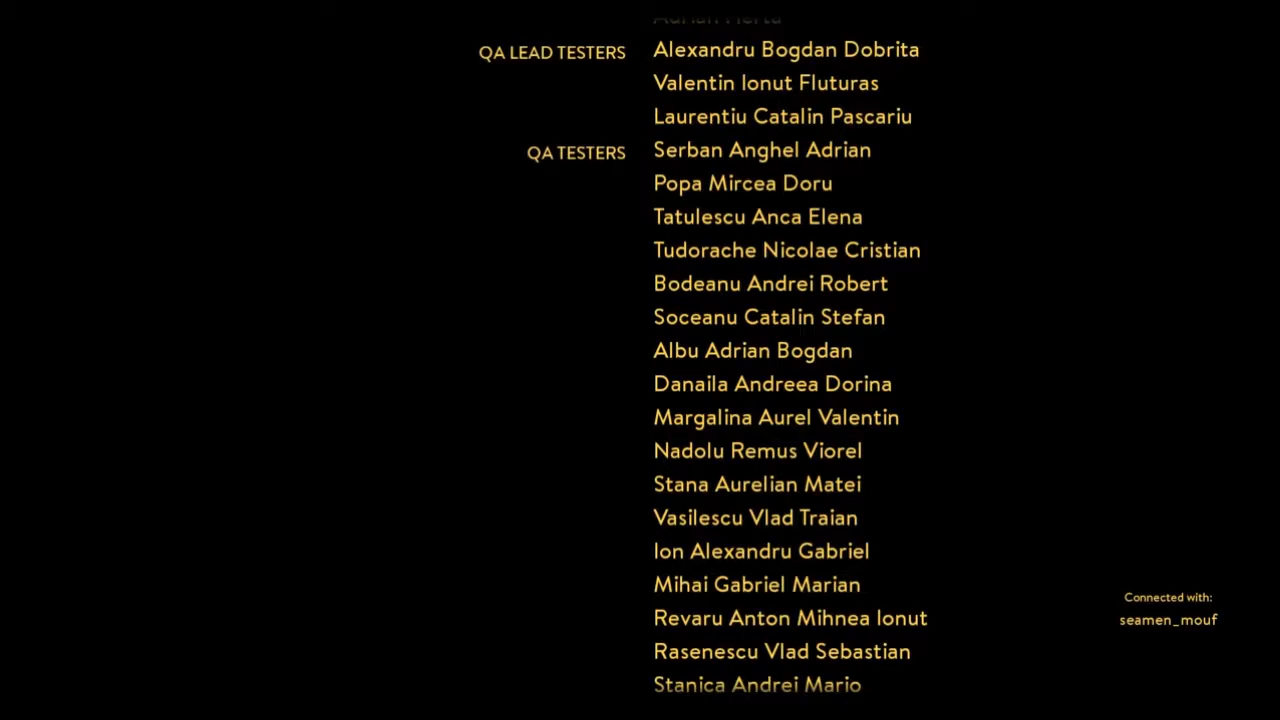 QA LEAD TESTERS Alexandru Bogdan Dobrita
Valentin Ionut Fluturas
Laurentiu Catalin Pascariu
QA TESTERS Serban Anghel Adrian
Popa Mircea Doru
Tatulescu Anca Elena
Tudorache Nicolae Cristian
Bodeanu Andrei Robert
Soceanu Catalin Stefan
Albu Adrian Bogdan
Danaila Andreea Dorina
Margalina Aurel Valentin
Nadolu Remus Viorel
Stana Aurelian Matei
Vasilescu Vlad Traian
Ion Alexandru Gabriel
Mihai Gabriel Marian
Revaru Anton Mihnea Ionut
Rasenescu Vlad Sebastian
Stanica Andrei Mario
Connected with:
seamen_mouf